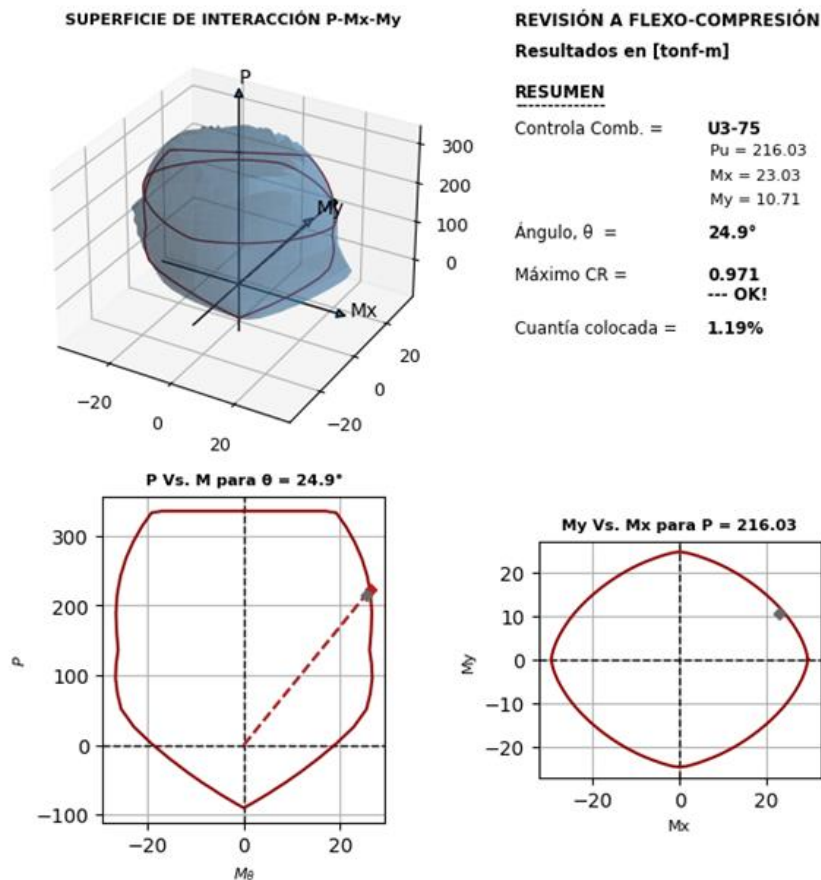 SUPERFICIE DE INTERACCIÓN P-Mx-My
P
My
Mx
300
200
100
0
−20
0
20
−20
0
20
REVISIÓN A FLEXO-COMPRESIÓN
Resultados en [tonf-m]
RESUMEN
-------------
Controla Comb. = U3-75
Pu = 216.03
Mx = 23.03
My = 10.71
Ángulo, θ = 24.9°
Máximo CR = 0.971
--- OK!
Cuantía colocada = 1.19%
P Vs. M para θ = 24.9°
300
200
100
0
−100
P
−20 0 20
Mθ
My Vs. Mx para P = 216.03
20
10
0
−10
−20
My
−20 0 20
Mx